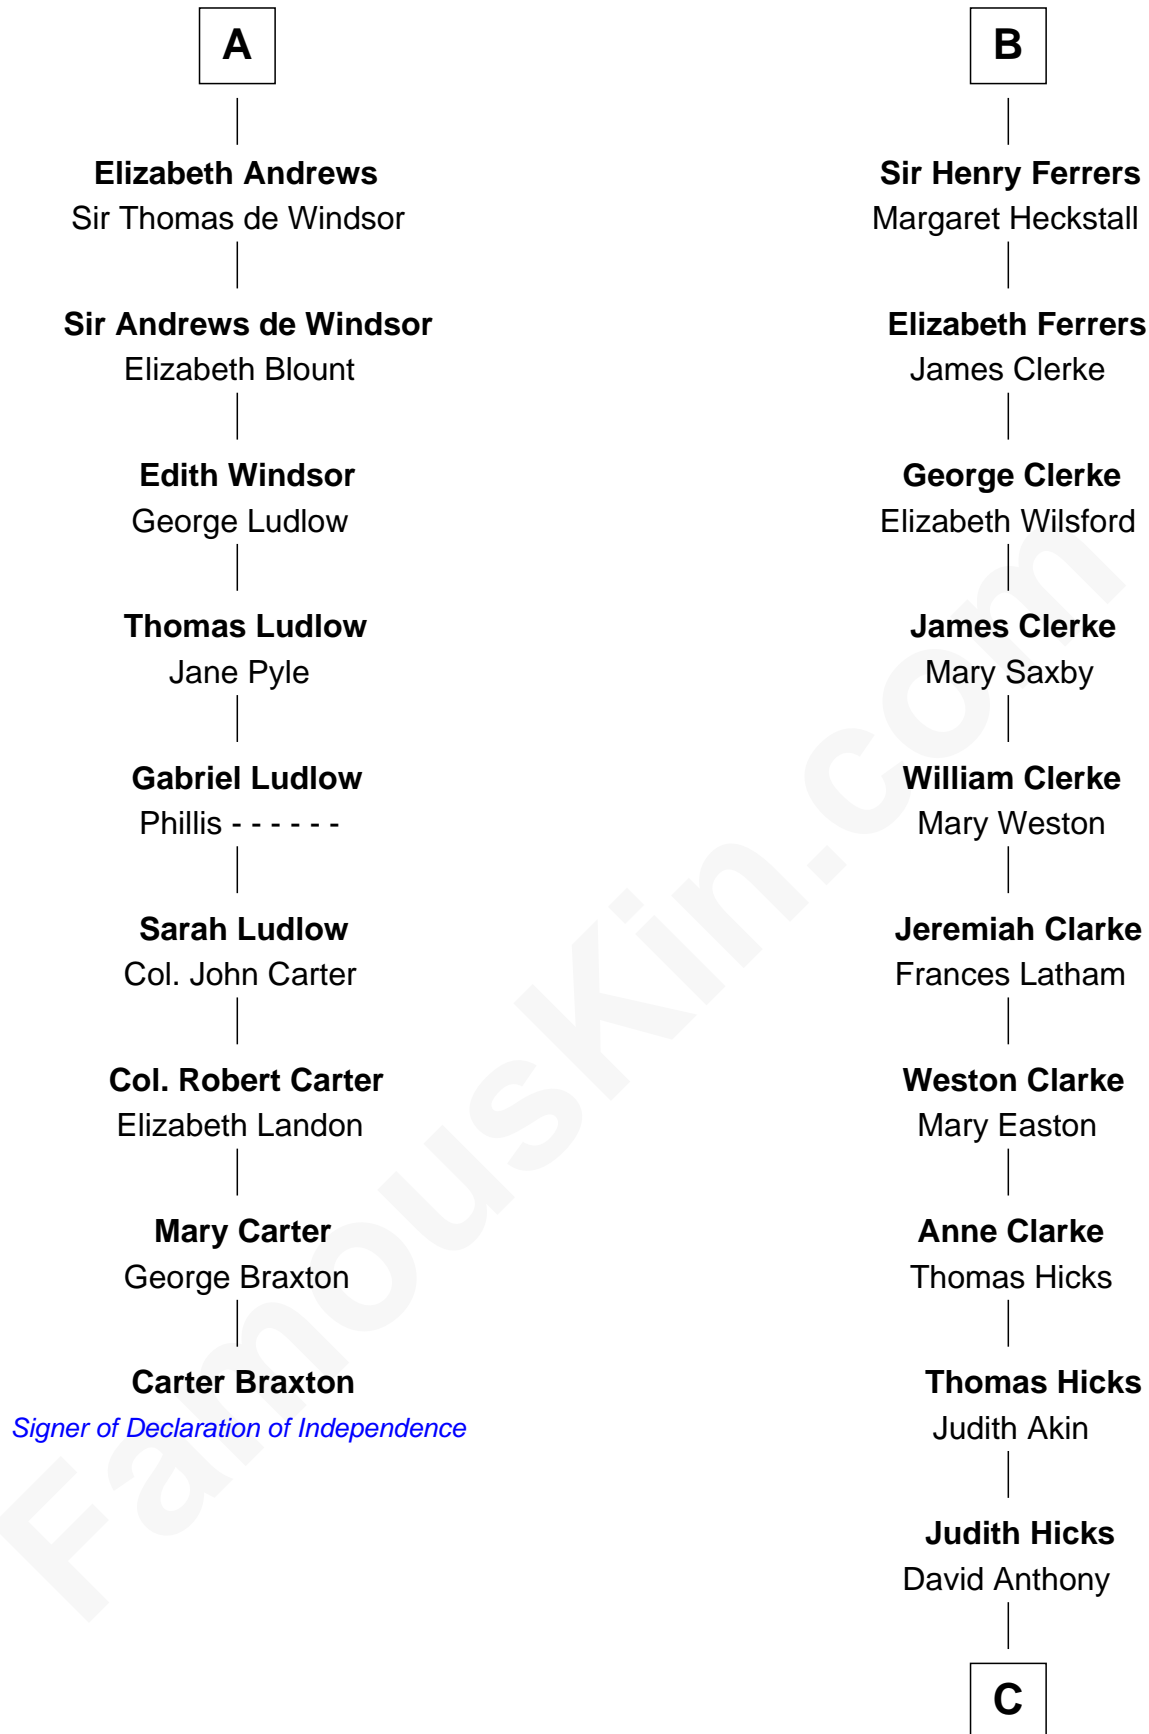 A
Elizabeth Andrews
Sir Thomas de Windsor
Sir Andrews de Windsor
Elizabeth Blount
Edith Windsor
George Ludlow
Thomas Ludlow
Jane Pyle
Gabriel Ludlow
Phillis - - - - - -
Sarah Ludlow
Col. John Carter
Col. Robert Carter
Elizabeth Landon
Mary Carter
George Braxton
Carter Braxton
Signer of Declaration of Independence
B
Sir Henry Ferrers
Margaret Heckstall
Elizabeth Ferrers
James Clerke
George Clerke
Elizabeth Wilsford
James Clerke
Mary Saxby
William Clerke
Mary Weston
Jeremiah Clarke
Frances Latham
Weston Clarke
Mary Easton
Anne Clarke
Thomas Hicks
Thomas Hicks
Judith Akin
Judith Hicks
David Anthony
C
FamousKin.com